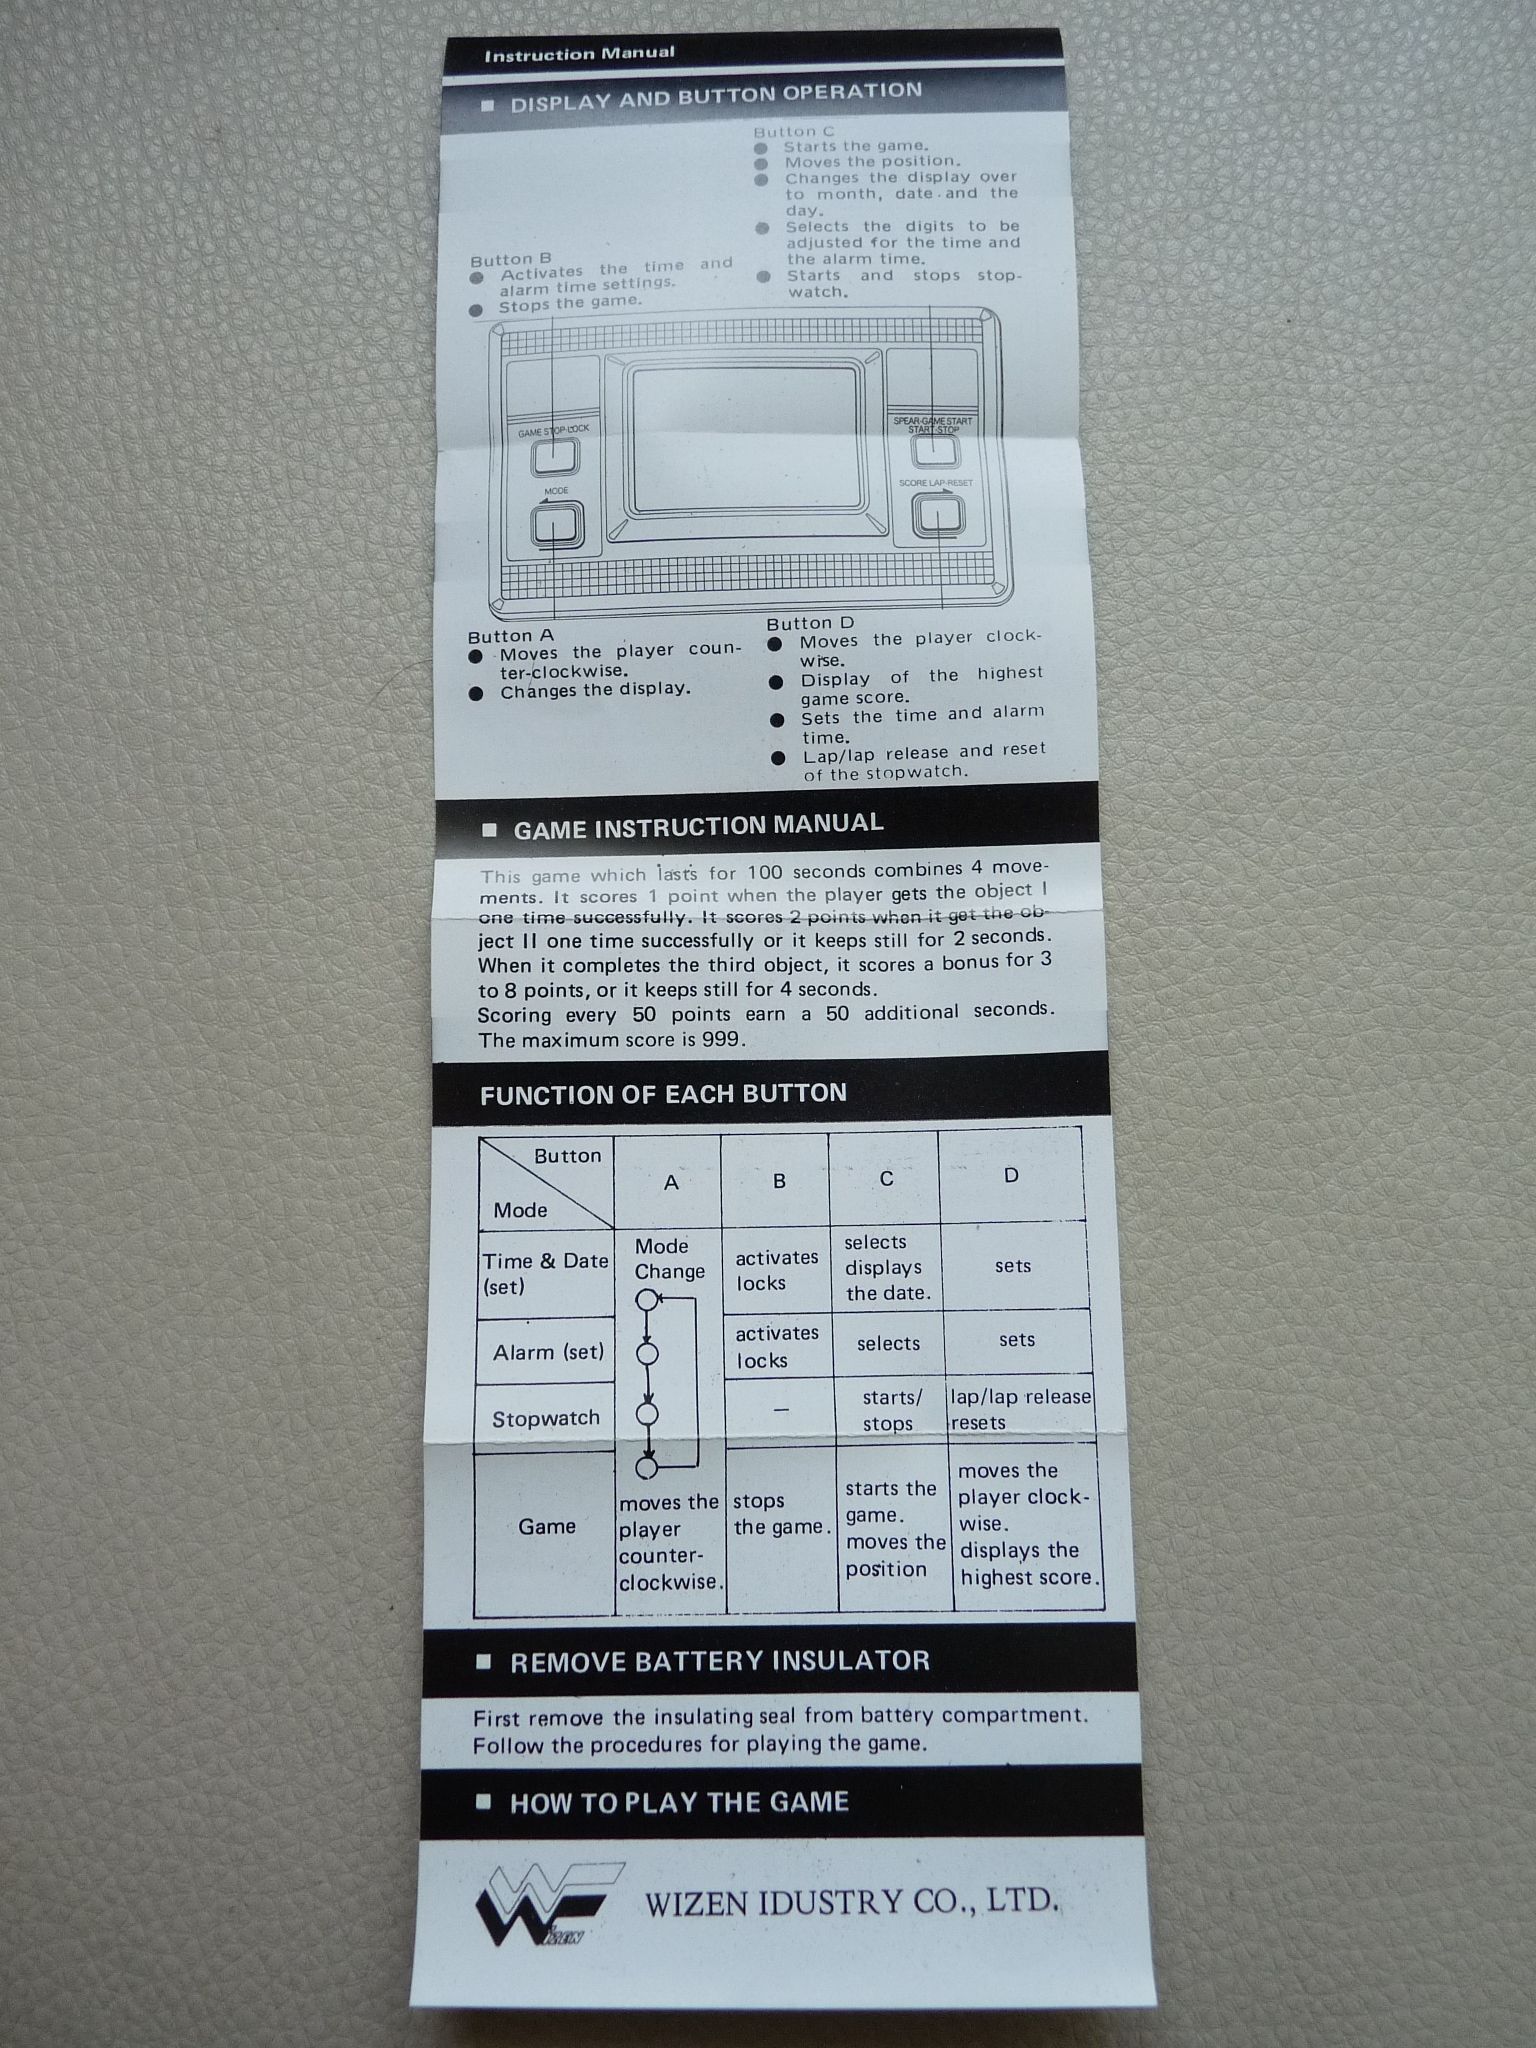 Instruction Manual
■ DISPLAY AND BUTTON OPERATION
Button C
● Starts the game.
● Moves the position.
● Changes the display over
to month, date and the
day.
● Selects the digits to be
adjusted for the time and
the alarm time.
● Starts and stops stop-
watch.
Button B
● Activates the time and
alarm time settings.
● Stops the game.
GAME STOP·LOCK
MODE
SPEAR·GAME START
START·STOP
SCORE LAP·RESET
Button A
● Moves the player coun-
ter-clockwise.
● Changes the display.
Button D
● Moves the player clock-
wise.
● Display of the highest
game score.
● Sets the time and alarm
time.
● Lap/lap release and reset
of the stopwatch.
■ GAME INSTRUCTION MANUAL
This game which lasts for 100 seconds combines 4 move-
ments. It scores 1 point when the player gets the object I
one time successfully. It scores 2 points when it get the ob-
ject II one time successfully or it keeps still for 2 seconds.
When it completes the third object, it scores a bonus for 3
to 8 points, or it keeps still for 4 seconds.
Scoring every 50 points earn a 50 additional seconds.
The maximum score is 999.
FUNCTION OF EACH BUTTON
Button
Mode
A B C D
Time & Date
(set)
Mode
Change
activates
locks
selects
displays
the date.
sets
Alarm (set)
activates
locks
selects
sets
Stopwatch
—
starts/
stops
lap/lap release
resets
Game
moves the
player
counter-
clockwise.
stops
the game.
starts the
game.
moves the
position
moves the
player clock-
wise.
displays the
highest score.
■ REMOVE BATTERY INSULATOR
First remove the insulating seal from battery compartment.
Follow the procedures for playing the game.
■ HOW TO PLAY THE GAME
WIZEN
WIZEN IDUSTRY CO., LTD.